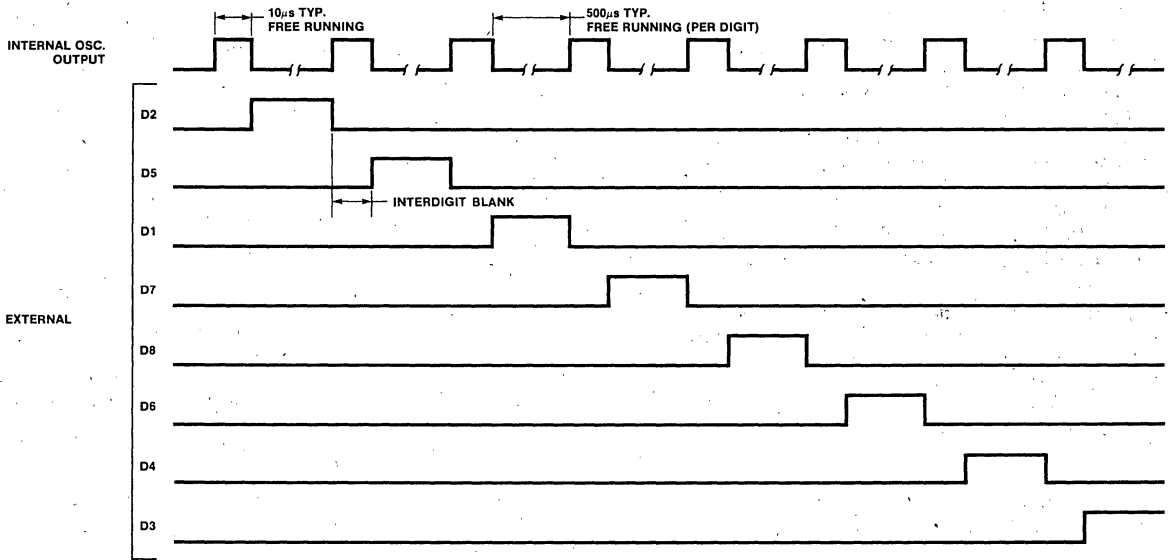 10μs TYP.
FREE RUNNING
500μs TYP.
FREE RUNNING (PER DIGIT)
INTERNAL OSC.
OUTPUT
D2
D5
INTERDIGIT BLANK
D1
D7
EXTERNAL
D8
D6
D4
D3